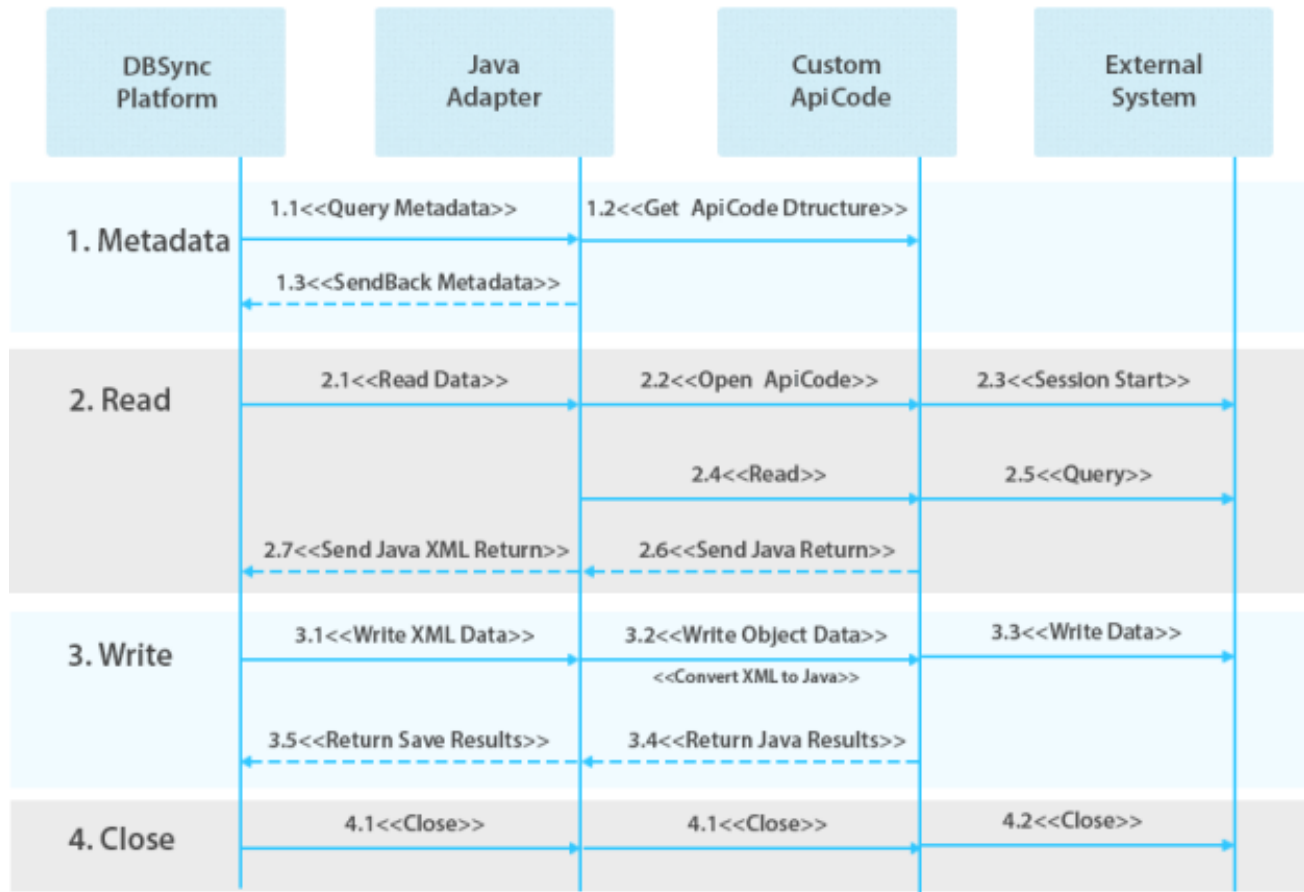 DBSync
Platform
Java
Adapter
Custom
ApiCode
External
System
1. Metadata
1.1<<Query Metadata>>
1.2<<Get ApiCode Dtructure>>
1.3<<SendBack Metadata>>
2. Read
2.1<<Read Data>>
2.2<<Open ApiCode>>
2.3<<Session Start>>
2.4<<Read>>
2.5<<Query>>
2.7<<Send Java XML Return>>
2.6<<Send Java Return>>
3. Write
3.1<<Write XML Data>>
3.2<<Write Object Data>>
3.3<<Write Data>>
<<Convert XML to Java>>
3.5<<Return Save Results>>
3.4<<Return Java Results>>
4. Close
4.1<<Close>>
4.1<<Close>>
4.2<<Close>>